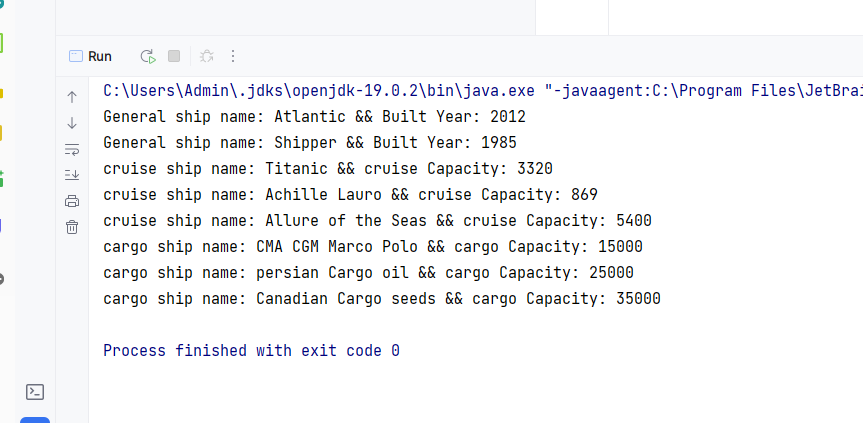 Run
C:\Users\Admin\.jdks\openjdk-19.0.2\bin\java.exe "-javaagent:C:\Program Files\JetBrai
General ship name: Atlantic && Built Year: 2012
General ship name: Shipper && Built Year: 1985
cruise ship name: Titanic && cruise Capacity: 3320
cruise ship name: Achille Lauro && cruise Capacity: 869
cruise ship name: Allure of the Seas && cruise Capacity: 5400
cargo ship name: CMA CGM Marco Polo && cargo Capacity: 15000
cargo ship name: persian Cargo oil && cargo Capacity: 25000
cargo ship name: Canadian Cargo seeds && cargo Capacity: 35000
Process finished with exit code 0